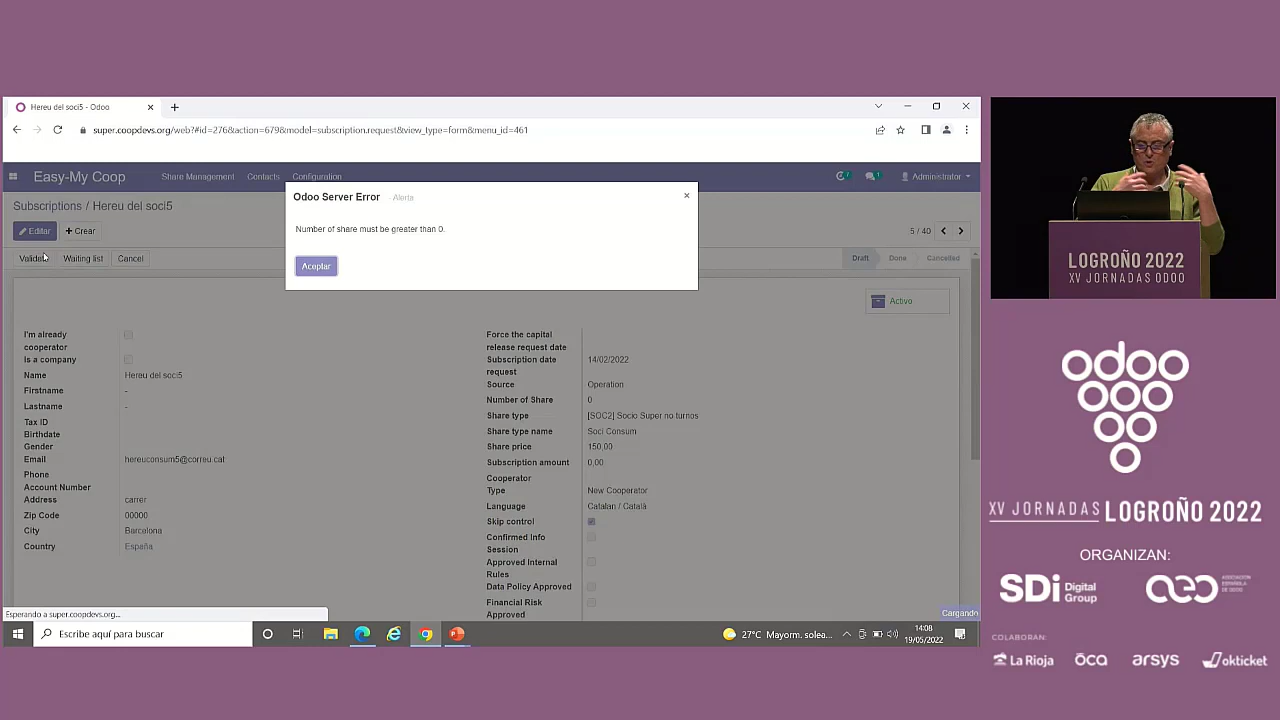 Hereu del soci5 - Odoo
super.coopdevs.org/web?#id=276&action=679&model=subscription.request&view_type=form&menu_id=461
Easy-My Coop
Share Management
Contacts
Configuration
7
1
Administrator
Subscriptions / Hereu del soci5
Editar
Crear
5 / 40
Validate
Waiting list
Cancel
Draft
Done
Cancelled
Odoo Server Error - Alerta
Number of share must be greater than 0.
Aceptar
Activo
I'm already
cooperator
Is a company
Name Hereu del soci5
Firstname -
Lastname -
Tax ID
Birthdate
Gender
Email hereuconsum5@correu.cat
Phone
Account Number
Address carrer
Zip Code 00000
City Barcelona
Country España
Force the capital
release request date
Subscription date 14/02/2022
request
Source Operation
Number of Share 0
Share type [SOC2] Socio Super no turnos
Share type name Soci Consum
Share price 150,00
Subscription amount 0,00
Cooperator
Type New Cooperator
Language Catalan / Català
Skip control
Confirmed Info
Session
Approved Internal
Rules
Data Policy Approved
Financial Risk
Approved
Esperando a super.coopdevs.org...
Cargando
Escribe aquí para buscar
27°C Mayorm. solea...
14:08
19/05/2022
LOGROÑO 2022
XV JORNADAS ODOO
odoo
XV JORNADAS LOGROÑO 2022
ORGANIZAN:
SDi Digital
Group
aeo ASOCIACIÓN
ESPAÑOLA
DE ODOO
COLABORAN:
La Rioja
ōca
arsys
okticket